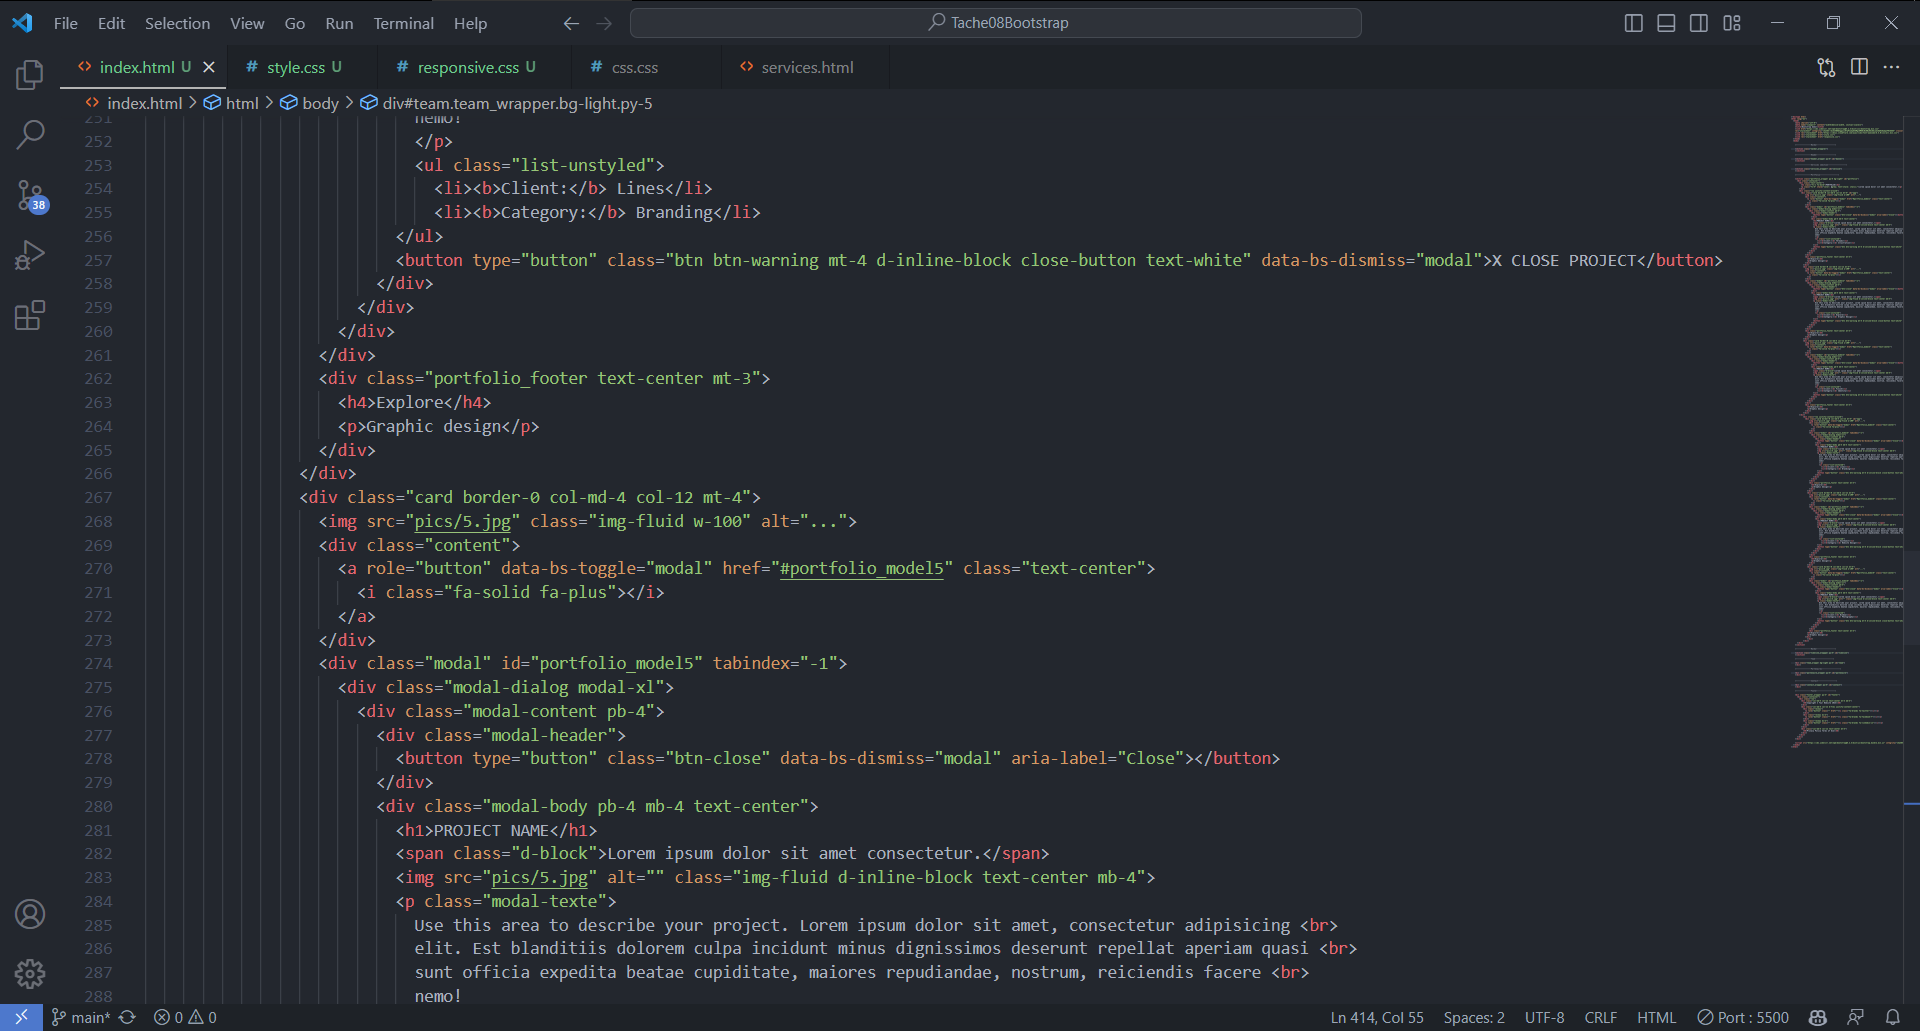 File Edit Selection View Go Run Terminal Help Tache08Bootstrap
index.html U style.css U responsive.css U css.css services.html
index.html html body div#team.team_wrapper.bg-light.py-5
251 nemo!
252 </p>
253 <ul class="list-unstyled">
254 <li><b>Client:</b> Lines</li>
255 <li><b>Category:</b> Branding</li>
256 </ul>
257 <button type="button" class="btn btn-warning mt-4 d-inline-block close-button text-white" data-bs-dismiss="modal">X CLOSE PROJECT</button>
258 </div>
259 </div>
260 </div>
261 </div>
262 <div class="portfolio_footer text-center mt-3">
263 <h4>Explore</h4>
264 <p>Graphic design</p>
265 </div>
266 </div>
267 <div class="card border-0 col-md-4 col-12 mt-4">
268 <img src="pics/5.jpg" class="img-fluid w-100" alt="...">
269 <div class="content">
270 <a role="button" data-bs-toggle="modal" href="#portfolio_model5" class="text-center">
271 <i class="fa-solid fa-plus"></i>
272 </a>
273 </div>
274 <div class="modal" id="portfolio_model5" tabindex="-1">
275 <div class="modal-dialog modal-xl">
276 <div class="modal-content pb-4">
277 <div class="modal-header">
278 <button type="button" class="btn-close" data-bs-dismiss="modal" aria-label="Close"></button>
279 </div>
280 <div class="modal-body pb-4 mb-4 text-center">
281 <h1>PROJECT NAME</h1>
282 <span class="d-block">Lorem ipsum dolor sit amet consectetur.</span>
283 <img src="pics/5.jpg" alt="" class="img-fluid d-inline-block text-center mb-4">
284 <p class="modal-texte">
285 Use this area to describe your project. Lorem ipsum dolor sit amet, consectetur adipisicing <br>
286 elit. Est blanditiis dolorem culpa incidunt minus dignissimos deserunt repellat aperiam quasi <br>
287 sunt officia expedita beatae cupiditate, maiores repudiandae, nostrum, reiciendis facere <br>
288 nemo!
38
main* 0 0 Ln 414, Col 55 Spaces: 2 UTF-8 CRLF HTML Port : 5500